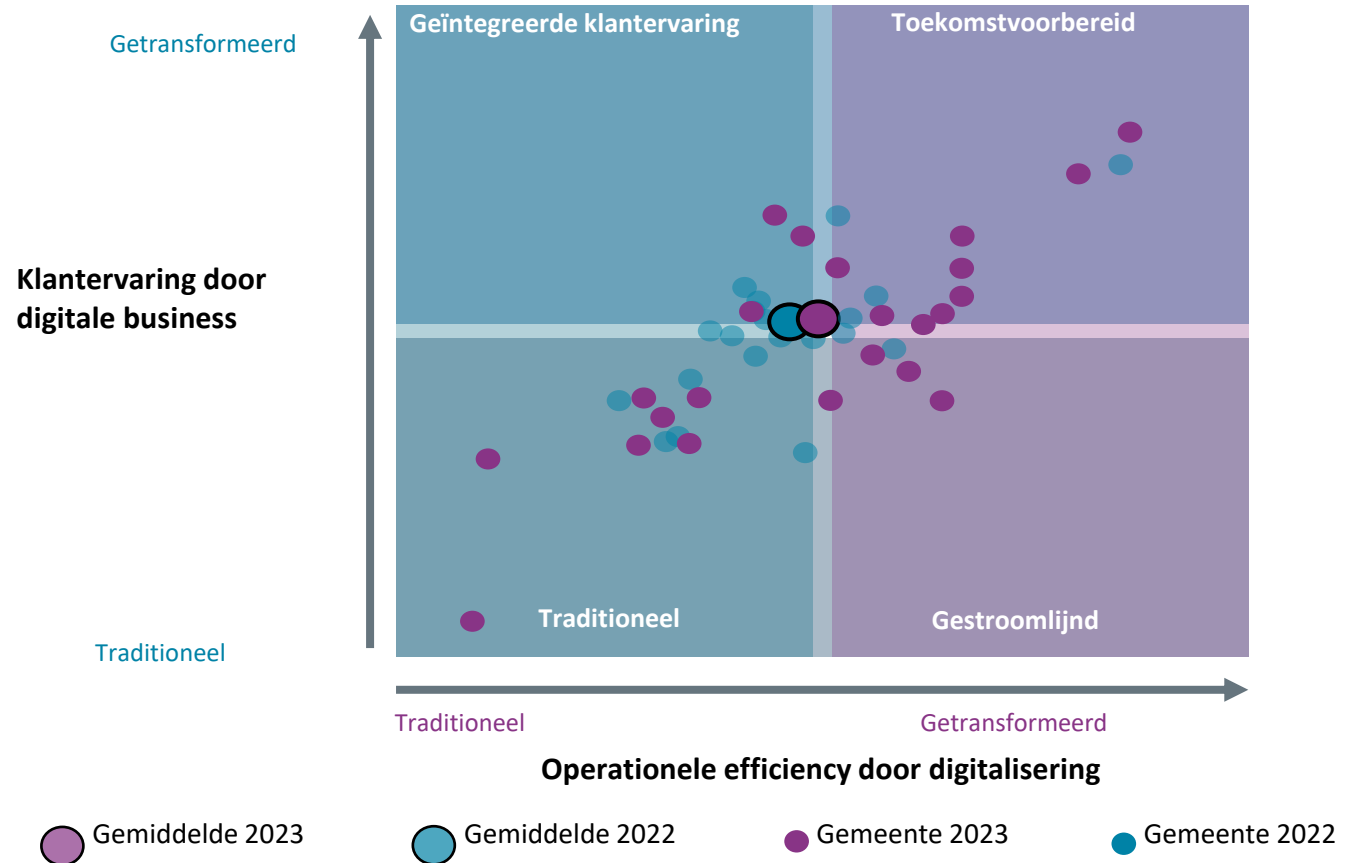 Geïntegreerde klantervaring
Toekomstvoorbereid
Getransformeerd
Klantervaring door
digitale business
Traditioneel
Gestroomlijnd
Traditioneel
Traditioneel
Getransformeerd
Operationele efficiency door digitalisering
Gemiddelde 2023
Gemiddelde 2022
Gemeente 2023
Gemeente 2022